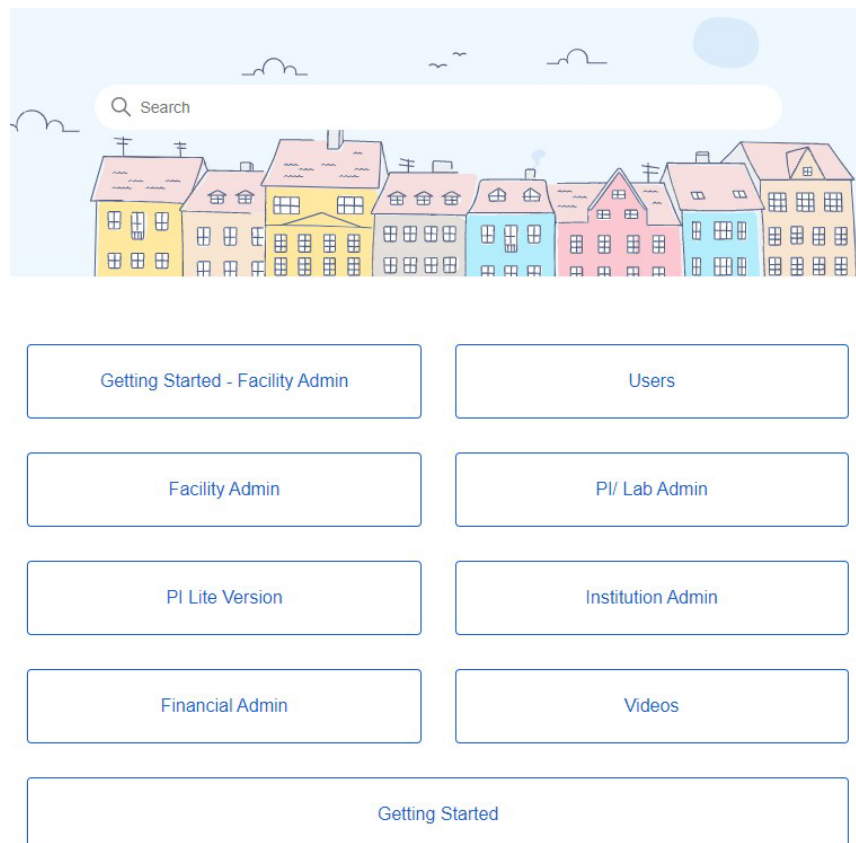 Search
Getting Started - Facility Admin
Users
Facility Admin
PI/ Lab Admin
PI Lite Version
Institution Admin
Financial Admin
Videos
Getting Started